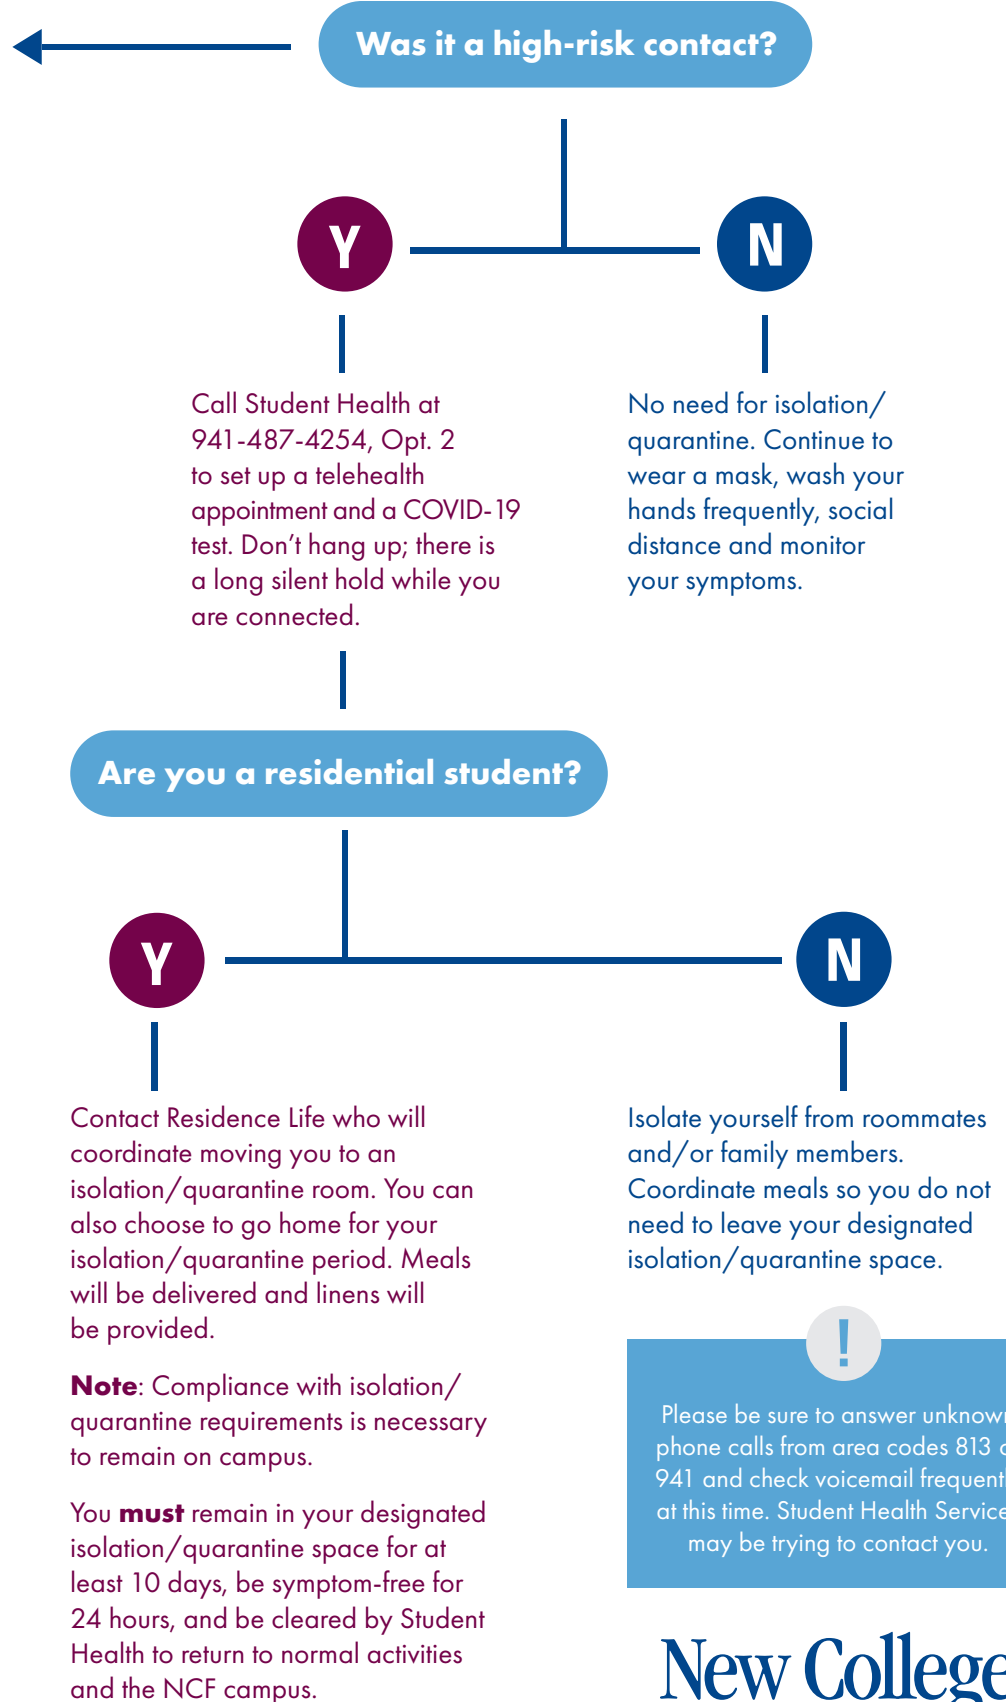 Was it a high-risk contact?
Y
N
Call Student Health at
941-487-4254, Opt. 2
to set up a telehealth
appointment and a COVID-19
test. Don't hang up; there is
a long silent hold while you
are connected.
No need for isolation/
quarantine. Continue to
wear a mask, wash your
hands frequently, social
distance and monitor
your symptoms.
Are you a residential student?
Y
N
Contact Residence Life who will
coordinate moving you to an
isolation/quarantine room. You can
also choose to go home for your
isolation/quarantine period. Meals
will be delivered and linens will
be provided.
Note: Compliance with isolation/
quarantine requirements is necessary
to remain on campus.
You must remain in your designated
isolation/quarantine space for at
least 10 days, be symptom-free for
24 hours, and be cleared by Student
Health to return to normal activities
and the NCF campus.
Isolate yourself from roommates
and/or family members.
Coordinate meals so you do not
need to leave your designated
isolation/quarantine space.
!
Please be sure to answer unknown
phone calls from area codes 813
941 and check voicemail frequentl
at this time. Student Health Service
may be trying to contact you.
New College